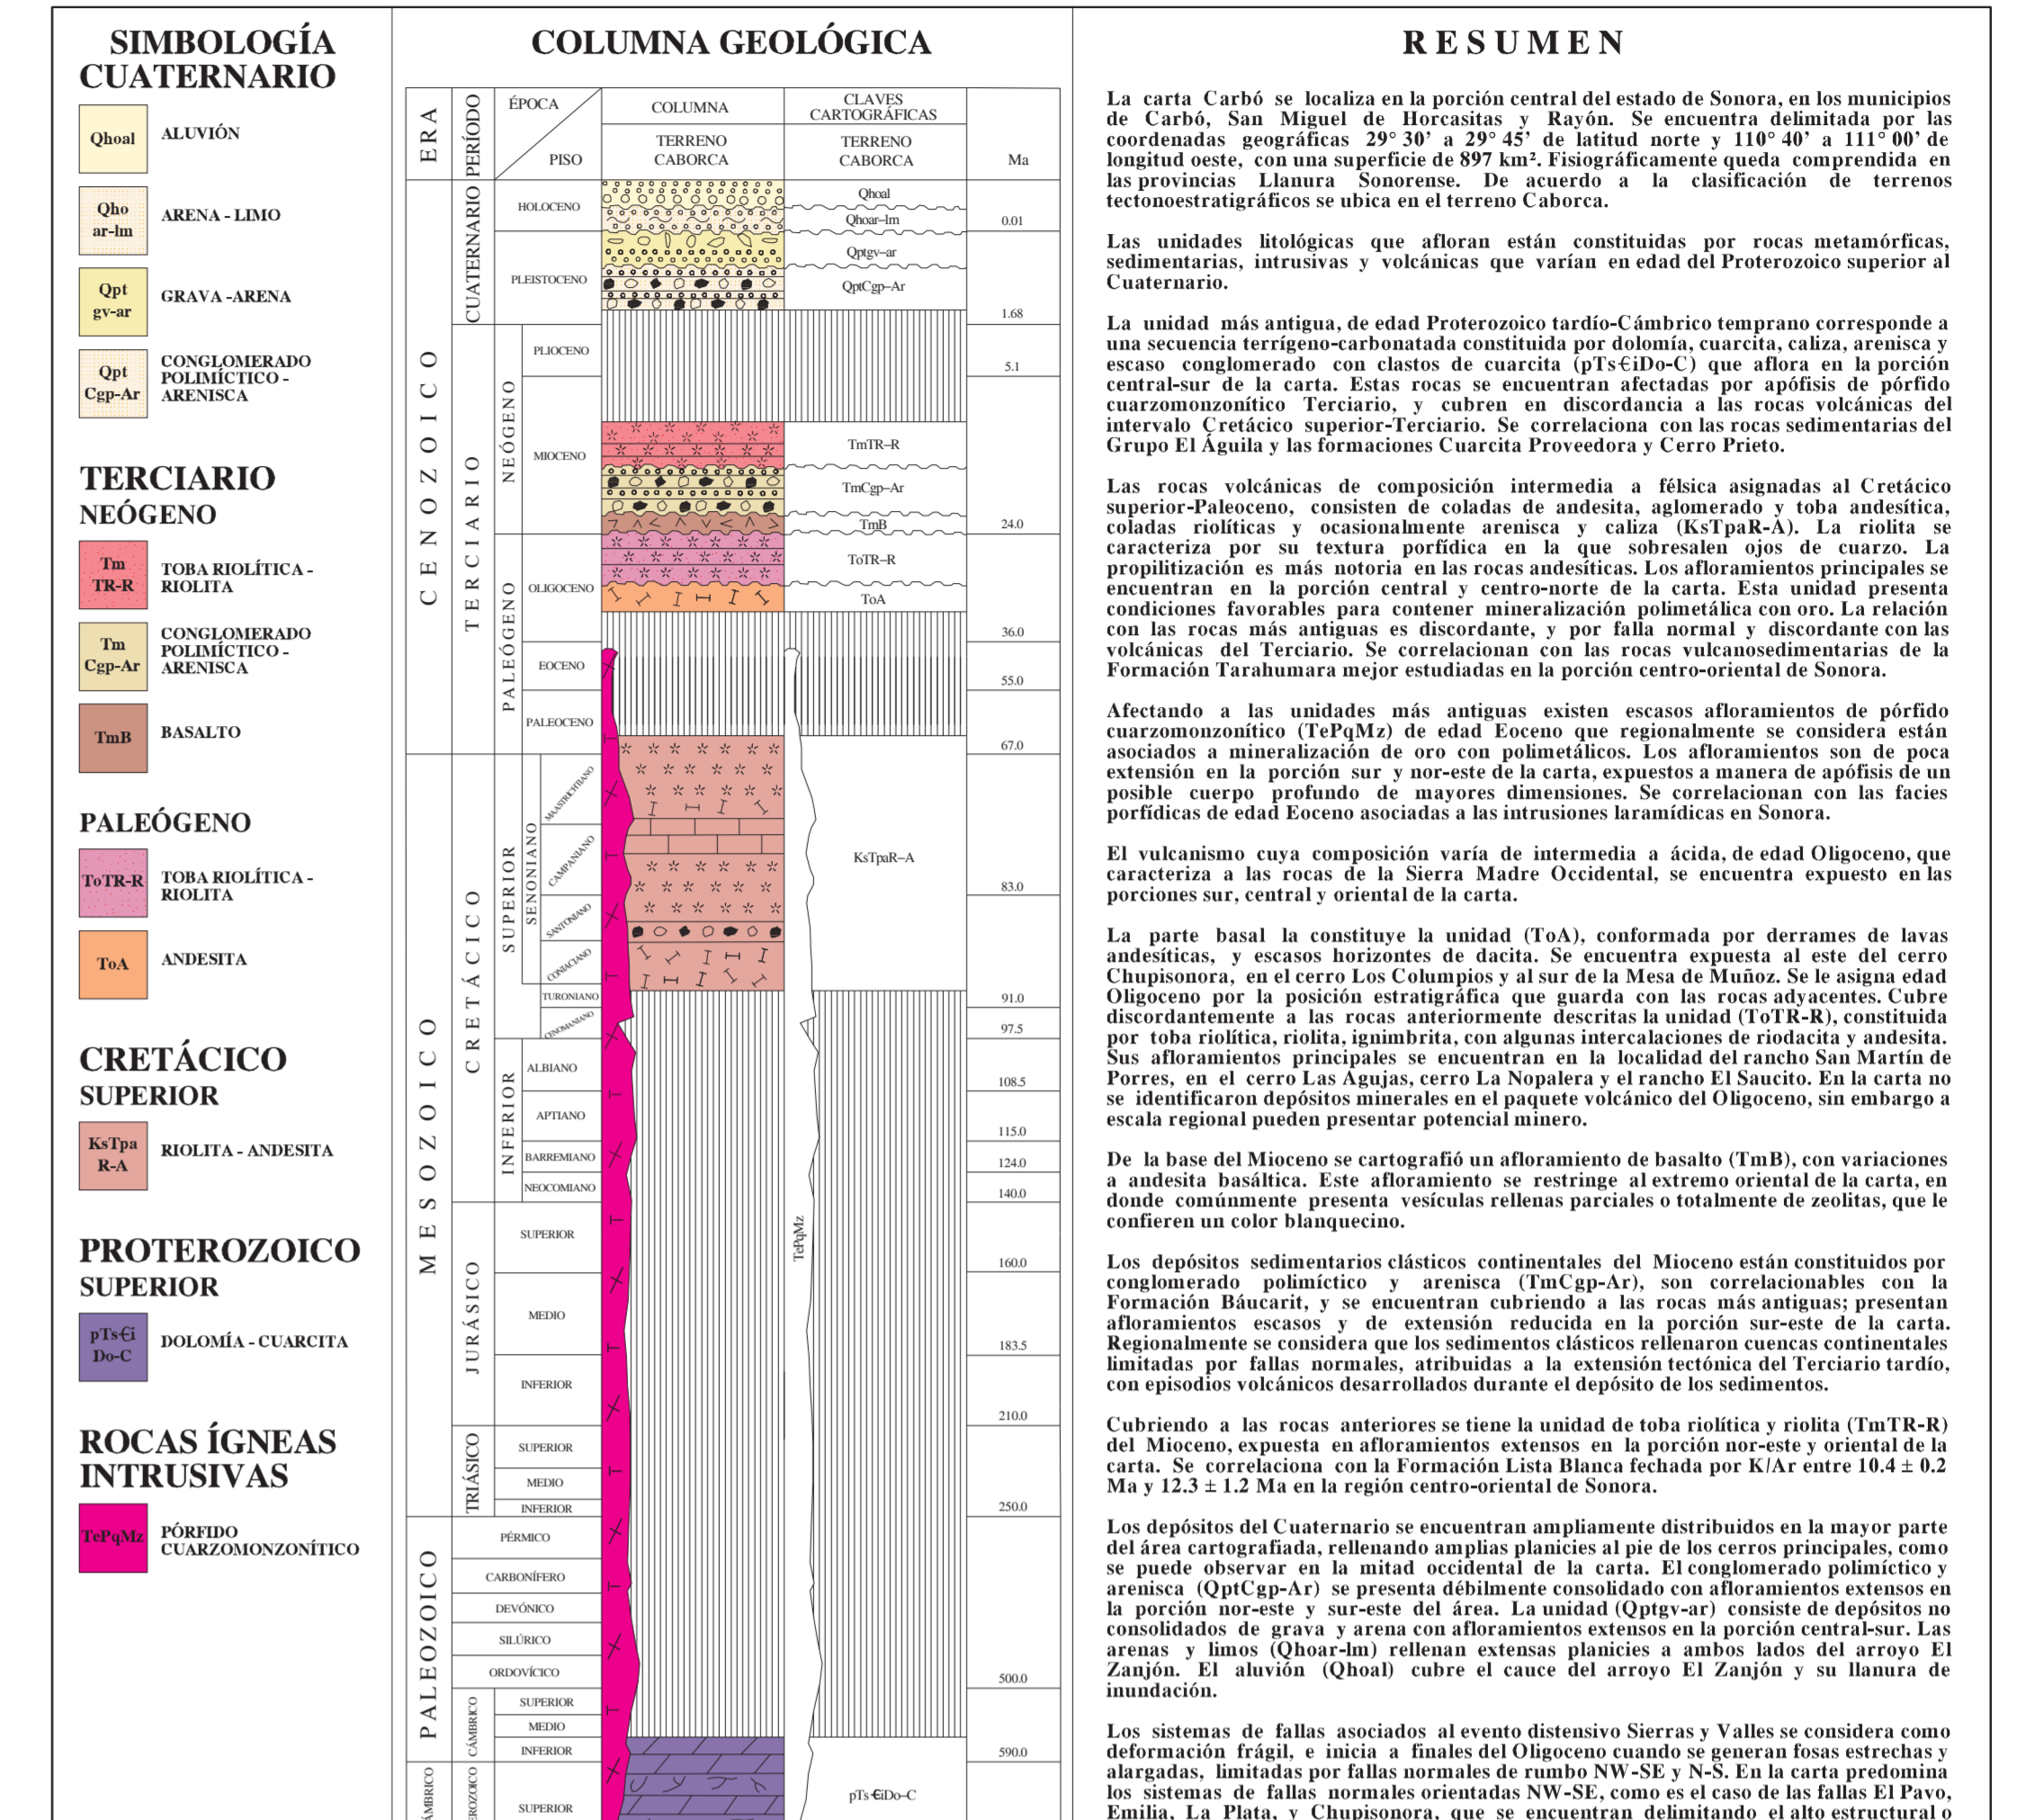 SIMBOLOGÍA
CUATERNARIO
Qhoal
ALUVIÓN
Qho
ar-lm
ARENA - LIMO
Qpt
gv-ar
GRAVA -ARENA
Qpt
Cgp-Ar
CONGLOMERADO
POLIMÍCTICO -
ARENISCA
TERCIARIO
NEÓGENO
Tm
TR-R
TOBA RIOLÍTICA -
RIOLITA
Tm
Cgp-Ar
CONGLOMERADO
POLIMÍCTICO -
ARENISCA
TmB
BASALTO
PALEÓGENO
ToTR-R
TOBA RIOLÍTICA -
RIOLITA
ToA
ANDESITA
CRETÁCICO
SUPERIOR
KsTpa
R-A
RIOLITA - ANDESITA
PROTEROZOICO
SUPERIOR
pTs€i
Do-C
DOLOMÍA - CUARCITA
ROCAS ÍGNEAS
INTRUSIVAS
TePqMz
PÓRFIDO
CUARZOMONZONÍTICO
COLUMNA GEOLÓGICA
ERA
PERÍODO
ÉPOCA
PISO
COLUMNA
TERRENO
CABORCA
CLAVES
CARTOGRÁFICAS
TERRENO
CABORCA
Ma
CENOZOICO
CUATERNARIO
HOLOCENO
Qhoal
Qhoar-lm
0.01
PLEISTOCENO
Qptgv-ar
QptCgp-Ar
1.68
TERCIARIO
NEÓGENO
PLIOCENO
5.1
MIOCENO
TmTR-R
TmCgp-Ar
TmB
24.0
PALEÓGENO
OLIGOCENO
ToTR-R
ToA
36.0
EOCENO
55.0
PALEOCENO
67.0
MESOZOICO
CRETÁCICO
SUPERIOR
SENONIANO
MAASTRICHTIANO
CAMPANIANO
KsTpaR-A
83.0
SANTONIANO
CONIACIANO
TURONIANO
91.0
CENOMANIANO
97.5
INFERIOR
ALBIANO
108.5
APTIANO
115.0
BARREMIANO
124.0
NEOCOMIANO
140.0
TePqMz
JURÁSICO
SUPERIOR
160.0
MEDIO
183.5
INFERIOR
210.0
TRIÁSICO
SUPERIOR
MEDIO
INFERIOR
250.0
PALEOZOICO
PÉRMICO
CARBONÍFERO
DEVÓNICO
SILÚRICO
ORDOVÍCICO
500.0
CÁMBRICO
SUPERIOR
MEDIO
INFERIOR
590.0
SUPERIOR
pTs€iDo-C
RESUMEN
La carta Carbó se localiza en la porción central del estado de Sonora, en los municipios
de Carbó, San Miguel de Horcasitas y Rayón. Se encuentra delimitada por las
coordenadas geográficas 29° 30' a 29° 45' de latitud norte y 110° 40' a 111° 00' de
longitud oeste, con una superficie de 897 km². Fisiográficamente queda comprendida en
las provincias Llanura Sonorense. De acuerdo a la clasificación de terrenos
tectonoestratigráficos se ubica en el terreno Caborca.
Las unidades litológicas que afloran están constituidas por rocas metamórficas,
sedimentarias, intrusivas y volcánicas que varían en edad del Proterozoico superior al
Cuaternario.
La unidad más antigua, de edad Proterozoico tardío-Cámbrico temprano corresponde a
una secuencia terrígeno-carbonatada constituida por dolomía, cuarcita, caliza, arenisca y
escaso conglomerado con clastos de cuarcita (pTs€iDo-C) que aflora en la porción
central-sur de la carta. Estas rocas se encuentran afectadas por apófisis de pórfido
cuarzomonzonítico Terciario, y cubren en discordancia a las rocas volcánicas del
intervalo Cretácico superior-Terciario. Se correlaciona con las rocas sedimentarias del
Grupo El Águila y las formaciones Cuarcita Proveedora y Cerro Prieto.
Las rocas volcánicas de composición intermedia a félsica asignadas al Cretácico
superior-Paleoceno, consisten de coladas de andesita, aglomerado y toba andesítica,
coladas riolíticas y ocasionalmente arenisca y caliza (KsTpaR-A). La riolita se
caracteriza por su textura porfídica en la que sobresalen ojos de cuarzo. La
propilitización es más notoria en las rocas andesíticas. Los afloramientos principales se
encuentran en la porción central y centro-norte de la carta. Esta unidad presenta
condiciones favorables para contener mineralización polimetálica con oro. La relación
con las rocas más antiguas es discordante, y por falla normal y discordante con las
volcánicas del Terciario. Se correlacionan con las rocas vulcanosedimentarias de la
Formación Tarahumara mejor estudiadas en la porción centro-oriental de Sonora.
Afectando a las unidades más antiguas existen escasos afloramientos de pórfido
cuarzomonzonítico (TePqMz) de edad Eoceno que regionalmente se considera están
asociados a mineralización de oro con polimetálicos. Los afloramientos son de poca
extensión en la porción sur y nor-este de la carta, expuestos a manera de apófisis de un
posible cuerpo profundo de mayores dimensiones. Se correlacionan con las facies
porfídicas de edad Eoceno asociadas a las intrusiones laramídicas en Sonora.
El vulcanismo cuya composición varía de intermedia a ácida, de edad Oligoceno, que
caracteriza a las rocas de la Sierra Madre Occidental, se encuentra expuesto en las
porciones sur, central y oriental de la carta.
La parte basal la constituye la unidad (ToA), conformada por derrames de lavas
andesíticas, y escasos horizontes de dacita. Se encuentra expuesta al este del cerro
Chupisonora, en el cerro Los Columpios y al sur de la Mesa de Muñoz. Se le asigna edad
Oligoceno por la posición estratigráfica que guarda con las rocas adyacentes. Cubre
discordantemente a las rocas anteriormente descritas la unidad (ToTR-R), constituida
por toba riolítica, riolita, ignimbrita, con algunas intercalaciones de riodacita y andesita.
Sus afloramientos principales se encuentran en la localidad del rancho San Martín de
Porres, en el cerro Las Agujas, cerro La Nopalera y el rancho El Saucito. En la carta no
se identificaron depósitos minerales en el paquete volcánico del Oligoceno, sin embargo a
escala regional pueden presentar potencial minero.
De la base del Mioceno se cartografió un afloramiento de basalto (TmB), con variaciones
a andesita basáltica. Este afloramiento se restringe al extremo oriental de la carta, en
donde comúnmente presenta vesículas rellenas parciales o totalmente de zeolitas, que le
confieren un color blanquecino.
Los depósitos sedimentarios clásticos continentales del Mioceno están constituidos por
conglomerado polimíctico y arenisca (TmCgp-Ar), son correlacionables con la
Formación Báucarit, y se encuentran cubriendo a las rocas más antiguas; presentan
afloramientos escasos y de extensión reducida en la porción sur-este de la carta.
Regionalmente se considera que los sedimentos clásticos rellenaron cuencas continentales
limitadas por fallas normales, atribuidas a la extensión tectónica del Terciario tardío,
con episodios volcánicos desarrollados durante el depósito de los sedimentos.
Cubriendo a las rocas anteriores se tiene la unidad de toba riolítica y riolita (TmTR-R)
del Mioceno, expuesta en afloramientos extensos en la porción nor-este y oriental de la
carta. Se correlaciona con la Formación Lista Blanca fechada por K/Ar entre 10.4 ± 0.2
Ma y 12.3 ± 1.2 Ma en la región centro-oriental de Sonora.
Los depósitos del Cuaternario se encuentran ampliamente distribuidos en la mayor parte
del área cartografiada, rellenando amplias planicies al pie de los cerros principales, como
se puede observar en la mitad occidental de la carta. El conglomerado polimíctico y
arenisca (QptCgp-Ar) se presenta débilmente consolidado con afloramientos extensos en
la porción nor-este y sur-este del área. La unidad (Qptgv-ar) consiste de depósitos no
consolidados de grava y arena con afloramientos extensos en la porción central-sur. Las
arenas y limos (Qhoar-lm) rellenan extensas planicies a ambos lados del arroyo El
Zanjón. El aluvión (Qhoal) cubre el cauce del arroyo El Zanjón y su llanura de
inundación.
Los sistemas de fallas asociados al evento distensivo Sierras y Valles se considera como
deformación frágil, e inicia a finales del Oligoceno cuando se generan fosas estrechas y
alargadas, limitadas por fallas normales de rumbo NW-SE y N-S. En la carta predomina
los sistemas de fallas normales orientadas NW-SE, como es el caso de las fallas El Pavo,
Emilia, La Plata, y Chupisonora, que se encuentran delimitando el alto estructural o